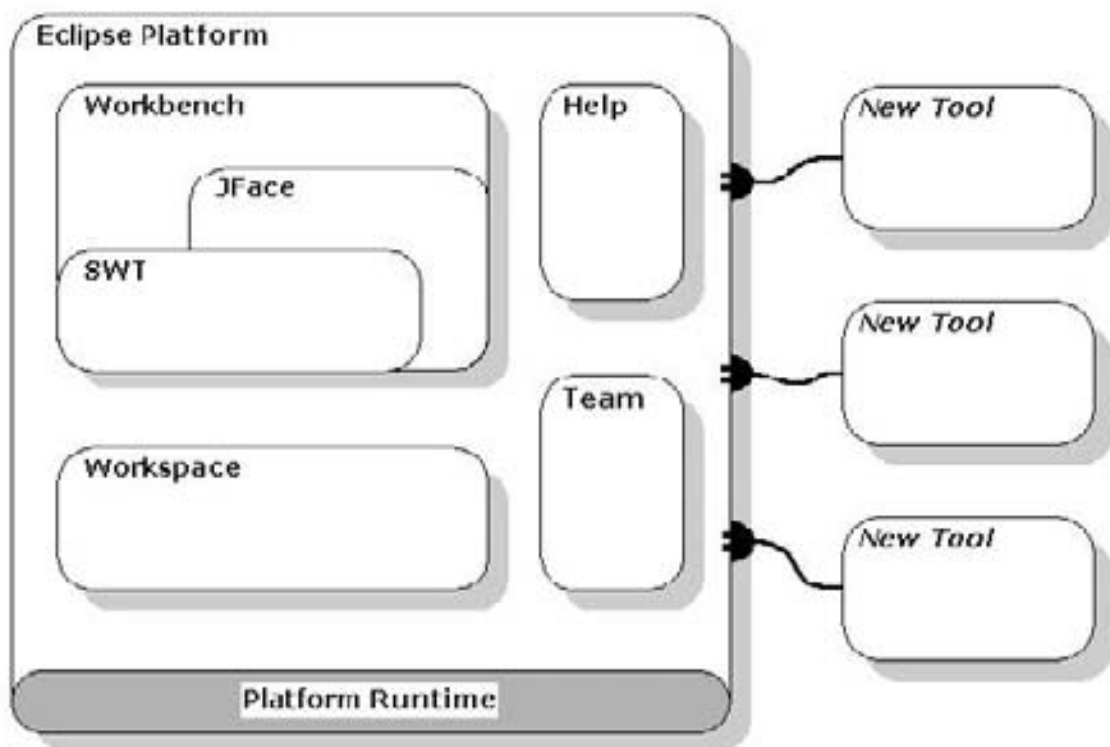 Eclipse Platform
Workbench
JFace
SWT
Workspace
Help
Team
Platform Runtime
New Tool
New Tool
New Tool